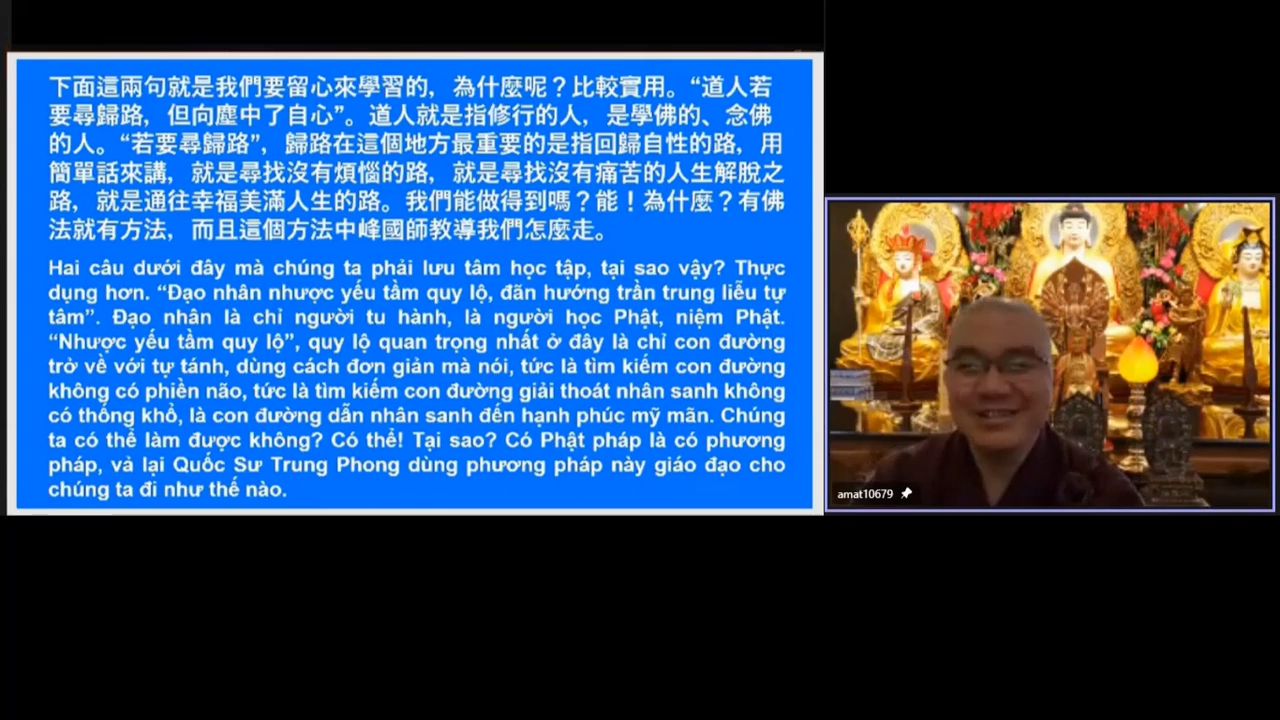 下面這兩句就是我們要留心來學習的，為什麼呢？比較實用。“道人若
要尋歸路，但向塵中了自心”。道人就是指修行的人，是學佛的、念佛
的人。“若要尋歸路”，歸路在這個地方最重要的是指回歸自性的路，用
簡單話來講，就是尋找沒有煩惱的路，就是尋找沒有痛苦的人生解脫之
路，就是通往幸福美滿人生的路。我們能做得到嗎？能！為什麼？有佛
法就有方法，而且這個方法中峰國師教導我們怎麼走。
Hai câu dưới đây mà chúng ta phải lưu tâm học tập, tại sao vậy? Thực
dụng hơn. “Đạo nhân nhược yếu tầm quy lộ, đãn hướng trần trung liễu tự
tâm”. Đạo nhân là chỉ người tu hành, là người học Phật, niệm Phật.
“Nhược yếu tầm quy lộ”, quy lộ quan trọng nhất ở đây là chỉ con đường
trở về với tự tánh, dùng cách đơn giản mà nói, tức là tìm kiếm con đường
không có phiền não, tức là tìm kiếm con đường giải thoát nhân sanh không
có thống khổ, là con đường dẫn nhân sanh đến hạnh phúc mỹ mãn. Chúng
ta có thể làm được không? Có thể! Tại sao? Có Phật pháp là có phương
pháp, vả lại Quốc Sư Trung Phong dùng phương pháp này giáo đạo cho
chúng ta đi như thế nào.
amat10679